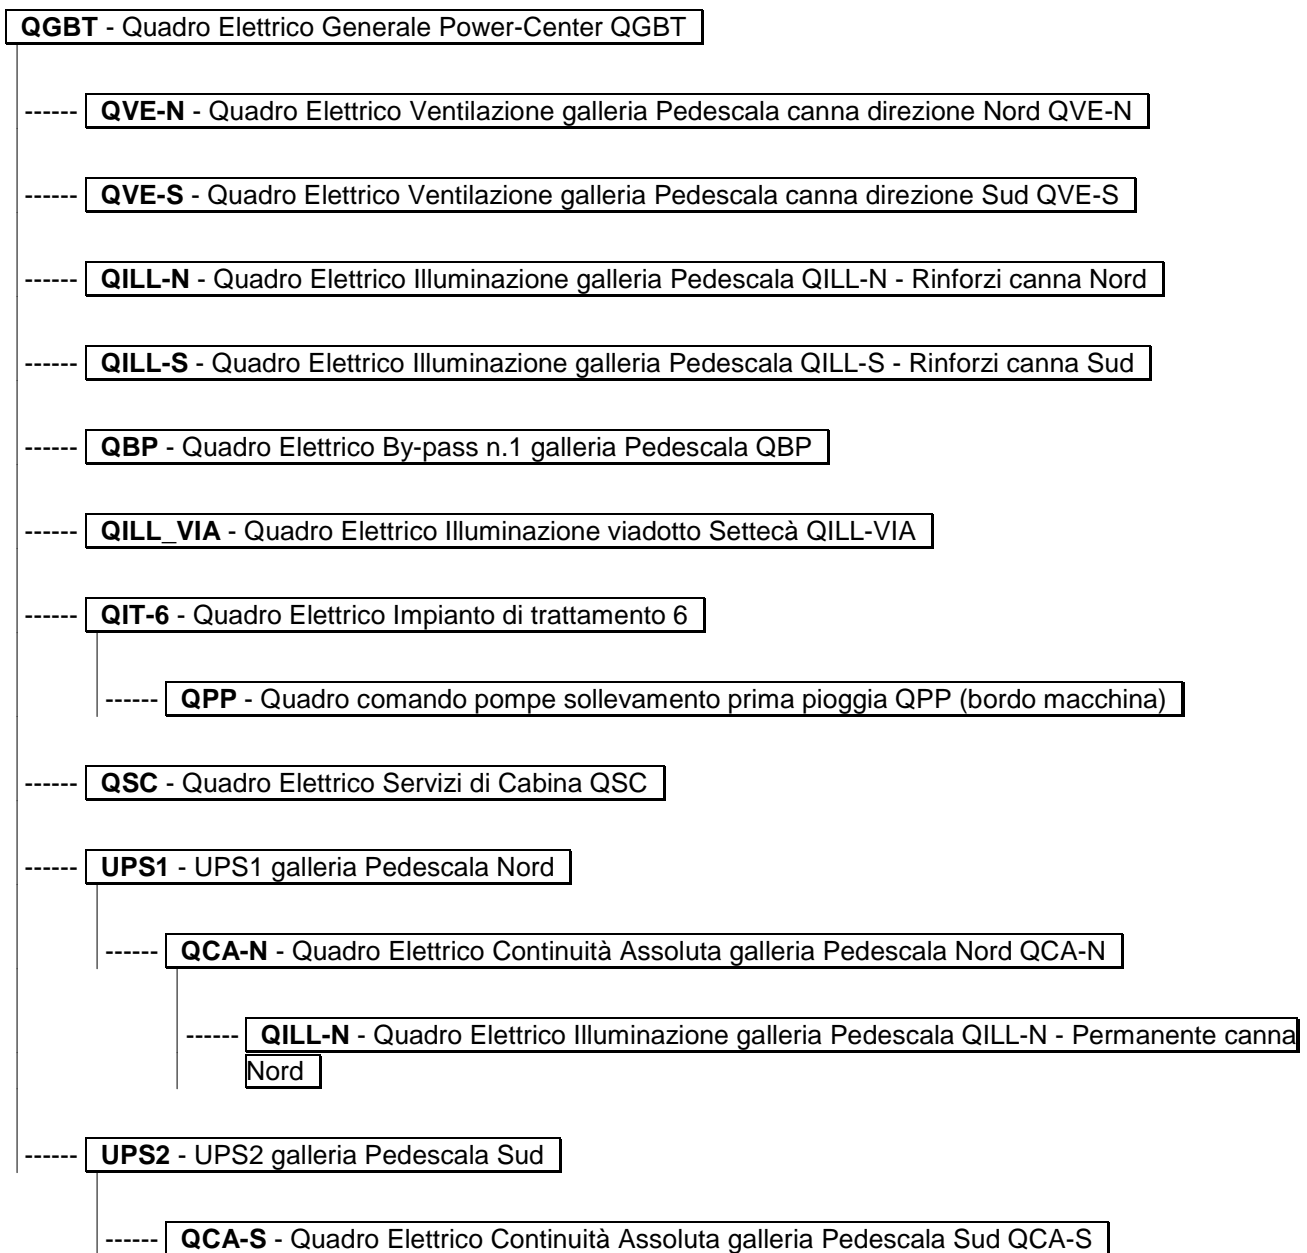 QGBT - Quadro Elettrico Generale Power-Center QGBT
------ QVE-N - Quadro Elettrico Ventilazione galleria Pedescala canna direzione Nord QVE-N
------ QVE-S - Quadro Elettrico Ventilazione galleria Pedescala canna direzione Sud QVE-S
------ QILL-N - Quadro Elettrico Illuminazione galleria Pedescala QILL-N - Rinforzi canna Nord
------ QILL-S - Quadro Elettrico Illuminazione galleria Pedescala QILL-S - Rinforzi canna Sud
------ QBP - Quadro Elettrico By-pass n.1 galleria Pedescala QBP
------ QILL_VIA - Quadro Elettrico Illuminazione viadotto Settecà QILL-VIA
------ QIT-6 - Quadro Elettrico Impianto di trattamento 6
------ QPP - Quadro comando pompe sollevamento prima pioggia QPP (bordo macchina)
------ QSC - Quadro Elettrico Servizi di Cabina QSC
------ UPS1 - UPS1 galleria Pedescala Nord
------ QCA-N - Quadro Elettrico Continuità Assoluta galleria Pedescala Nord QCA-N
------ QILL-N - Quadro Elettrico Illuminazione galleria Pedescala QILL-N - Permanente canna
Nord
------ UPS2 - UPS2 galleria Pedescala Sud
------ QCA-S - Quadro Elettrico Continuità Assoluta galleria Pedescala Sud QCA-S